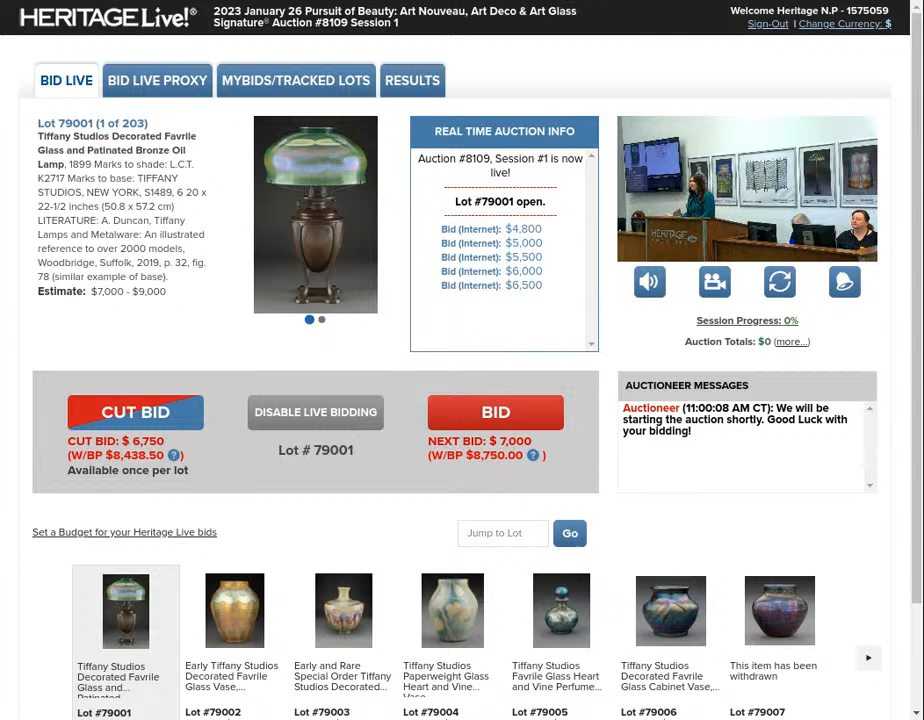 HERITAGE Live!®
2023 January 26 Pursuit of Beauty: Art Nouveau, Art Deco & Art Glass
Signature® Auction #8109 Session 1
Welcome Heritage N.P - 1575059
Sign-Out | Change Currency: $
BID LIVE
BID LIVE PROXY
MYBIDS/TRACKED LOTS
RESULTS
Lot 79001 (1 of 203)
Tiffany Studios Decorated Favrile
Glass and Patinated Bronze Oil
Lamp, 1899 Marks to shade: L.C.T.
K2717 Marks to base: TIFFANY
STUDIOS, NEW YORK, S1489, 6 20 x
22-1/2 inches (50.8 x 57.2 cm)
LITERATURE: A. Duncan, Tiffany
Lamps and Metalware: An illustrated
reference to over 2000 models,
Woodbridge, Suffolk, 2019, p. 32, fig.
78 (similar example of base).
Estimate: $7,000 - $9,000
REAL TIME AUCTION INFO
Auction #8109, Session #1 is now
live!
Lot #79001 open.
Bid (Internet): $4,800
Bid (Internet): $5,000
Bid (Internet): $5,500
Bid (Internet): $6,000
Bid (Internet): $6,500
HERITAGE
Session Progress: 0%
Auction Totals: $0 (more...)
CUT BID
CUT BID: $ 6,750
(W/BP $8,438.50 ? )
Available once per lot
DISABLE LIVE BIDDING
Lot # 79001
BID
NEXT BID: $ 7,000
(W/BP $8,750.00 ? )
AUCTIONEER MESSAGES
Auctioneer (11:00:08 AM CT): We will be
starting the auction shortly. Good Luck with
your bidding!
Set a Budget for your Heritage Live bids
Jump to Lot
Go
Tiffany Studios
Decorated Favrile
Glass and...
Patinated
Lot #79001
Early Tiffany Studios
Decorated Favrile
Glass Vase,...
Lot #79002
Early and Rare
Special Order Tiffany
Studios Decorated...
Lot #79003
Tiffany Studios
Paperweight Glass
Heart and Vine...
Vase
Lot #79004
Tiffany Studios
Favrile Glass Heart
and Vine Perfume...
Lot #79005
Tiffany Studios
Decorated Favrile
Glass Cabinet Vase,...
Lot #79006
This item has been
withdrawn
Lot #79007